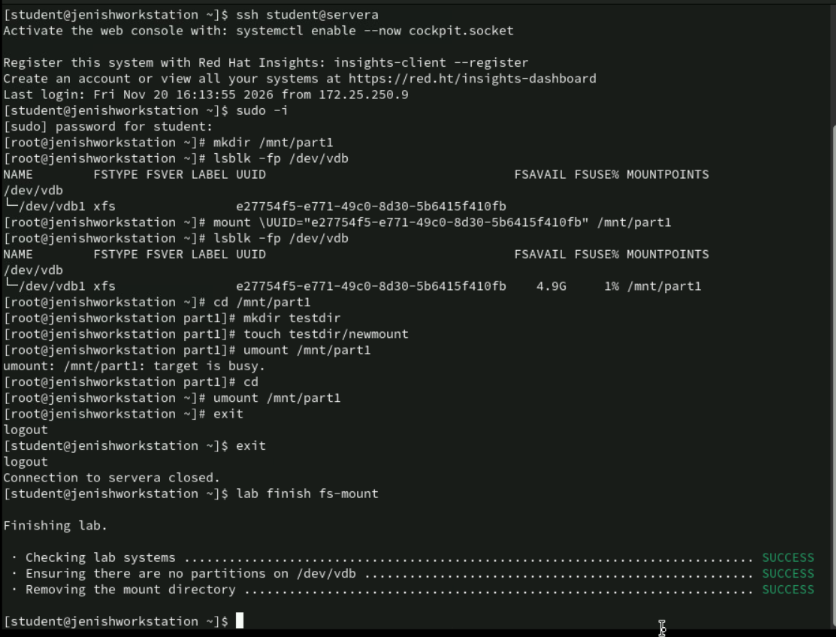 [student@jenishworkstation ~]$ ssh student@servera
Activate the web console with: systemctl enable --now cockpit.socket

Register this system with Red Hat Insights: insights-client --register
Create an account or view all your systems at https://red.ht/insights-dashboard
Last login: Fri Nov 20 16:13:55 2026 from 172.25.250.9
[student@jenishworkstation ~]$ sudo -i
[sudo] password for student:
[root@jenishworkstation ~]# mkdir /mnt/part1
[root@jenishworkstation ~]# lsblk -fp /dev/vdb
NAME        FSTYPE FSVER LABEL UUID                                 FSAVAIL FSUSE% MOUNTPOINTS
/dev/vdb
└─/dev/vdb1 xfs                e27754f5-e771-49c0-8d30-5b6415f410fb
[root@jenishworkstation ~]# mount \UUID="e27754f5-e771-49c0-8d30-5b6415f410fb" /mnt/part1
[root@jenishworkstation ~]# lsblk -fp /dev/vdb
NAME        FSTYPE FSVER LABEL UUID                                 FSAVAIL FSUSE% MOUNTPOINTS
/dev/vdb
└─/dev/vdb1 xfs                e27754f5-e771-49c0-8d30-5b6415f410fb    4.9G     1% /mnt/part1
[root@jenishworkstation ~]# cd /mnt/part1
[root@jenishworkstation part1]# mkdir testdir
[root@jenishworkstation part1]# touch testdir/newmount
[root@jenishworkstation part1]# umount /mnt/part1
umount: /mnt/part1: target is busy.
[root@jenishworkstation part1]# cd
[root@jenishworkstation ~]# umount /mnt/part1
[root@jenishworkstation ~]# exit
logout
[student@jenishworkstation ~]$ exit
logout
Connection to servera closed.
[student@jenishworkstation ~]$ lab finish fs-mount

Finishing lab.

 · Checking lab systems ........................................................................ SUCCESS
 · Ensuring there are no partitions on /dev/vdb ................................................. SUCCESS
 · Removing the mount directory ................................................................ SUCCESS

[student@jenishworkstation ~]$